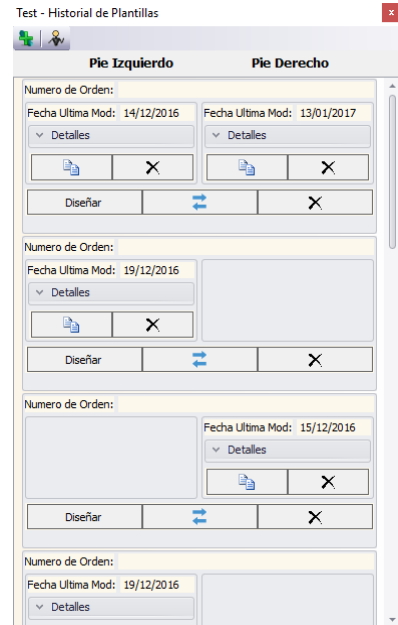 Test - Historial de Plantillas
Pie Izquierdo Pie Derecho
Numero de Orden:
Fecha Ultima Mod: 14/12/2016 Fecha Ultima Mod: 13/01/2017
Detalles Detalles
Diseñar
Numero de Orden:
Fecha Ultima Mod: 19/12/2016
Detalles
Diseñar
Numero de Orden:
Fecha Ultima Mod: 15/12/2016
Detalles
Diseñar
Numero de Orden:
Fecha Ultima Mod: 19/12/2016
Detalles